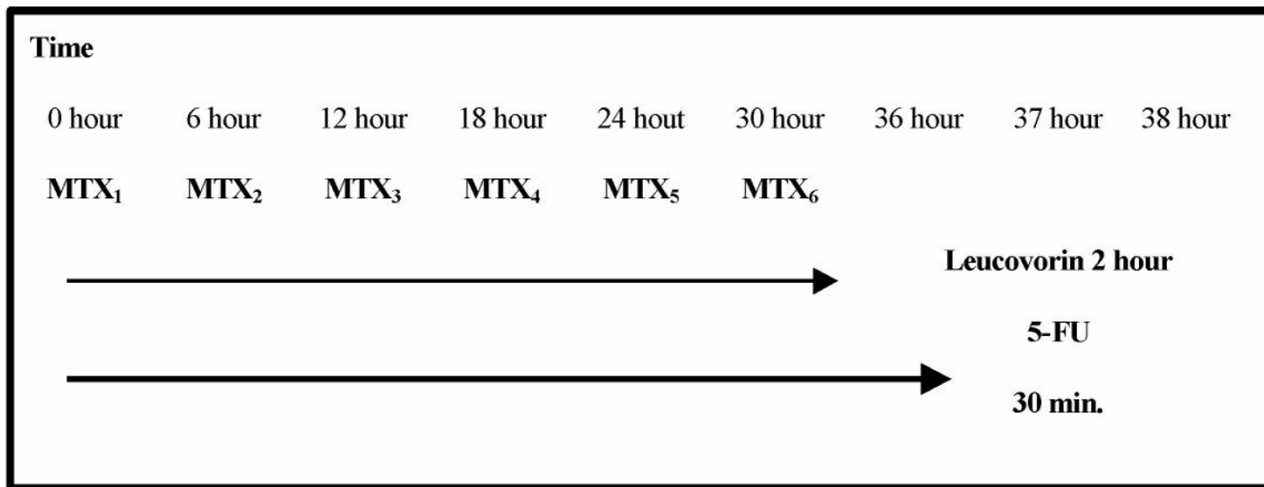 Time
0 hour 6 hour 12 hour 18 hour 24 hout 30 hour 36 hour 37 hour 38 hour
MTX₁ MTX₂ MTX₃ MTX₄ MTX₅ MTX₆
Leucovorin 2 hour
5-FU
30 min.